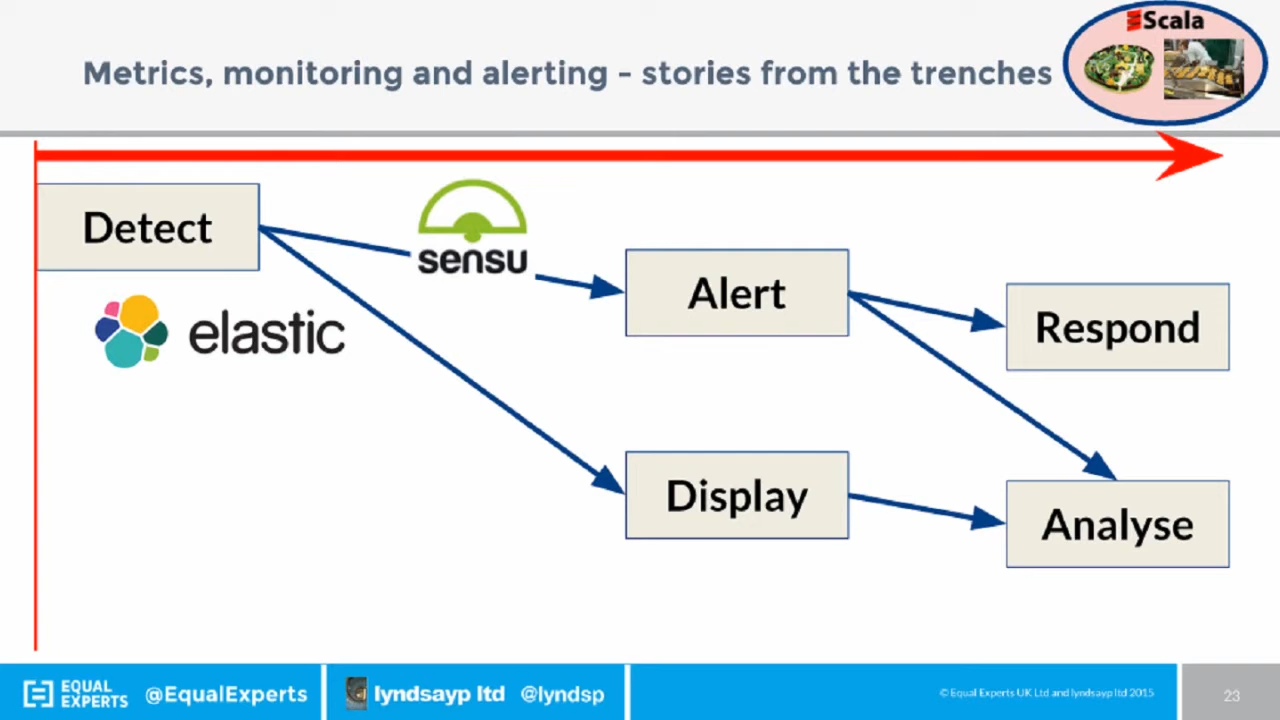 Scala
Metrics, monitoring and alerting - stories from the trenches
Detect
sensu
elastic
Alert
Respond
Display
Analyse
EQUAL
EXPERTS
@EqualExperts
lyndsayp ltd @lyndsp
© Equal Experts UK Ltd and lyndsayp ltd 2015
23